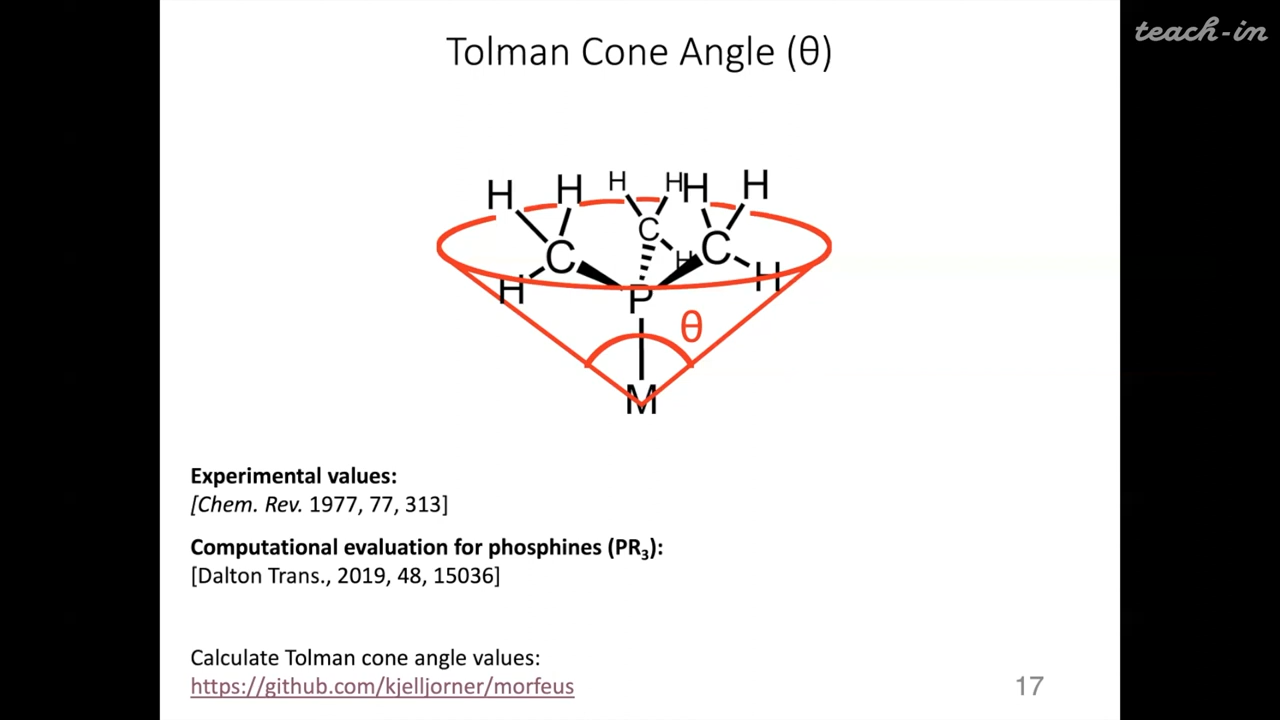 teach-in
Tolman Cone Angle (θ)
H H H H H H
C C C
H H H
P
θ
M
Experimental values:
[Chem. Rev. 1977, 77, 313]
Computational evaluation for phosphines (PR₃):
[Dalton Trans., 2019, 48, 15036]
Calculate Tolman cone angle values:
https://github.com/kjelljorner/morfeus
17